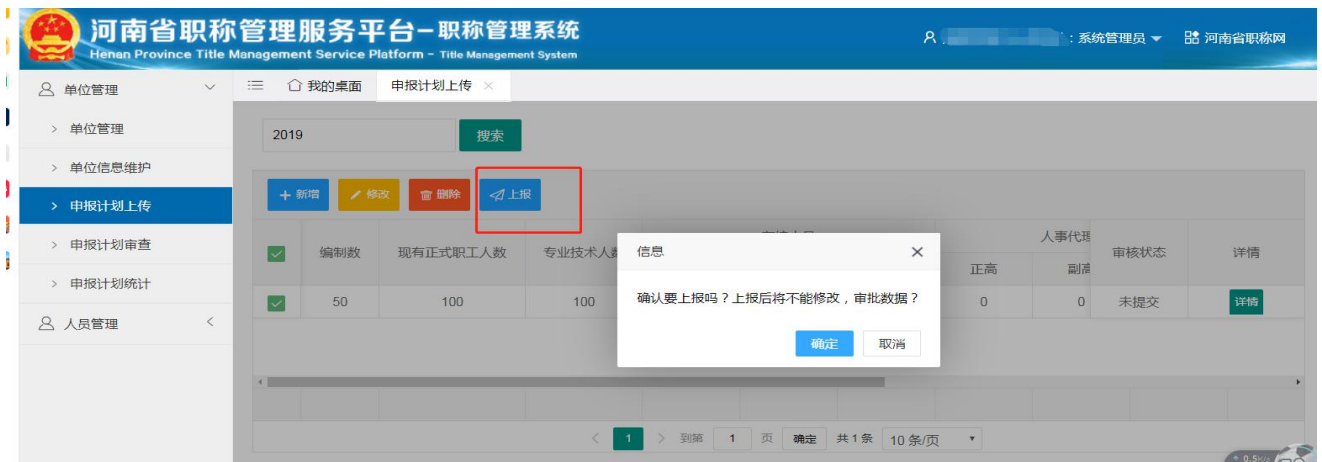 河南省职称管理服务平台-职称管理系统
Henan Province Title Management Service Platform - Title Management System
：系统管理员
河南省职称网
单位管理
我的桌面 申报计划上传
单位管理
单位信息维护
申报计划上传
申报计划审查
申报计划统计
人员管理
2019 搜索
新增 修改 删除 上报
编制数 现有正式职工人数 专业技术人 人事代理 审核状态 详情
正高 副高
50 100 100 0 0 未提交 详情
信息
确认要上报吗？上报后将不能修改，审批数据？
确定 取消
1 到第 1 页 确定 共1条 10条/页